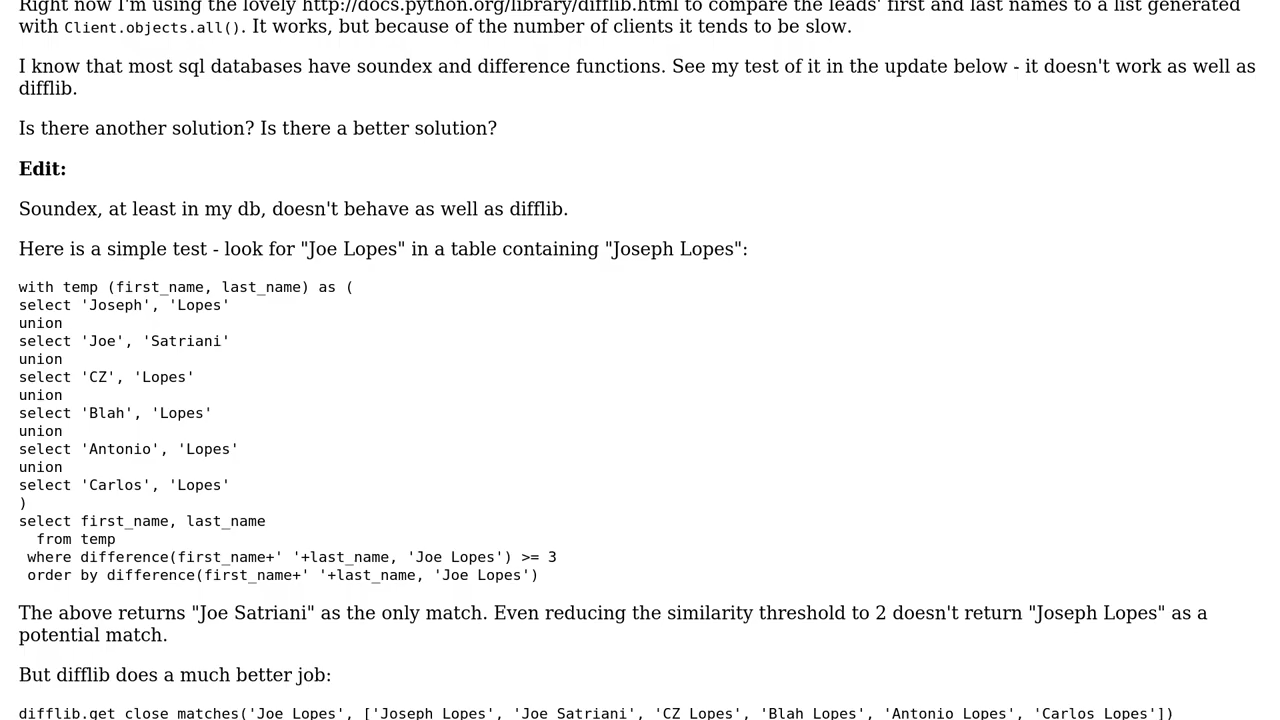 Right now I'm using the lovely http://docs.python.org/library/difflib.html to compare the leads' first and last names to a list generated
with Client.objects.all(). It works, but because of the number of clients it tends to be slow.
I know that most sql databases have soundex and difference functions. See my test of it in the update below - it doesn't work as well as
difflib.
Is there another solution? Is there a better solution?
Edit:
Soundex, at least in my db, doesn't behave as well as difflib.
Here is a simple test - look for "Joe Lopes" in a table containing "Joseph Lopes":
with temp (first_name, last_name) as (
select 'Joseph', 'Lopes'
union
select 'Joe', 'Satriani'
union
select 'CZ', 'Lopes'
union
select 'Blah', 'Lopes'
union
select 'Antonio', 'Lopes'
union
select 'Carlos', 'Lopes'
)
select first_name, last_name
  from temp
 where difference(first_name+' '+last_name, 'Joe Lopes') >= 3
 order by difference(first_name+' '+last_name, 'Joe Lopes')
The above returns "Joe Satriani" as the only match. Even reducing the similarity threshold to 2 doesn't return "Joseph Lopes" as a
potential match.
But difflib does a much better job:
difflib.get_close_matches('Joe Lopes', ['Joseph Lopes', 'Joe Satriani', 'CZ Lopes', 'Blah Lopes', 'Antonio Lopes', 'Carlos Lopes'])